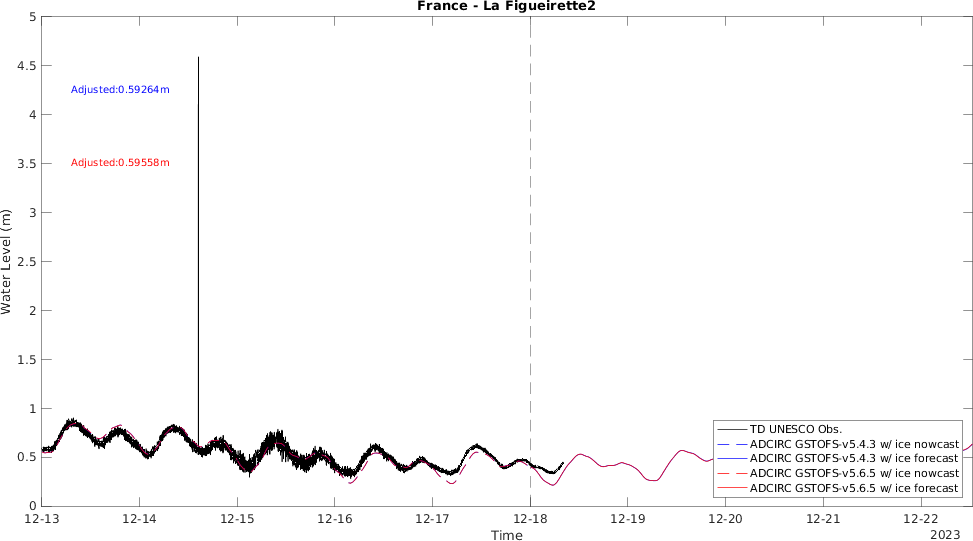 France - La Figueirette2
Water Level (m)
5
4.5
4
3.5
3
2.5
2
1.5
1
0.5
0
Adjusted:0.59264m
Adjusted:0.59558m
TD UNESCO Obs.
ADCIRC GSTOFS-v5.4.3 w/ ice nowcast
ADCIRC GSTOFS-v5.4.3 w/ ice forecast
ADCIRC GSTOFS-v5.6.5 w/ ice nowcast
ADCIRC GSTOFS-v5.6.5 w/ ice forecast
12-13 12-14 12-15 12-16 12-17 12-18 12-19 12-20 12-21 12-22
Time
2023